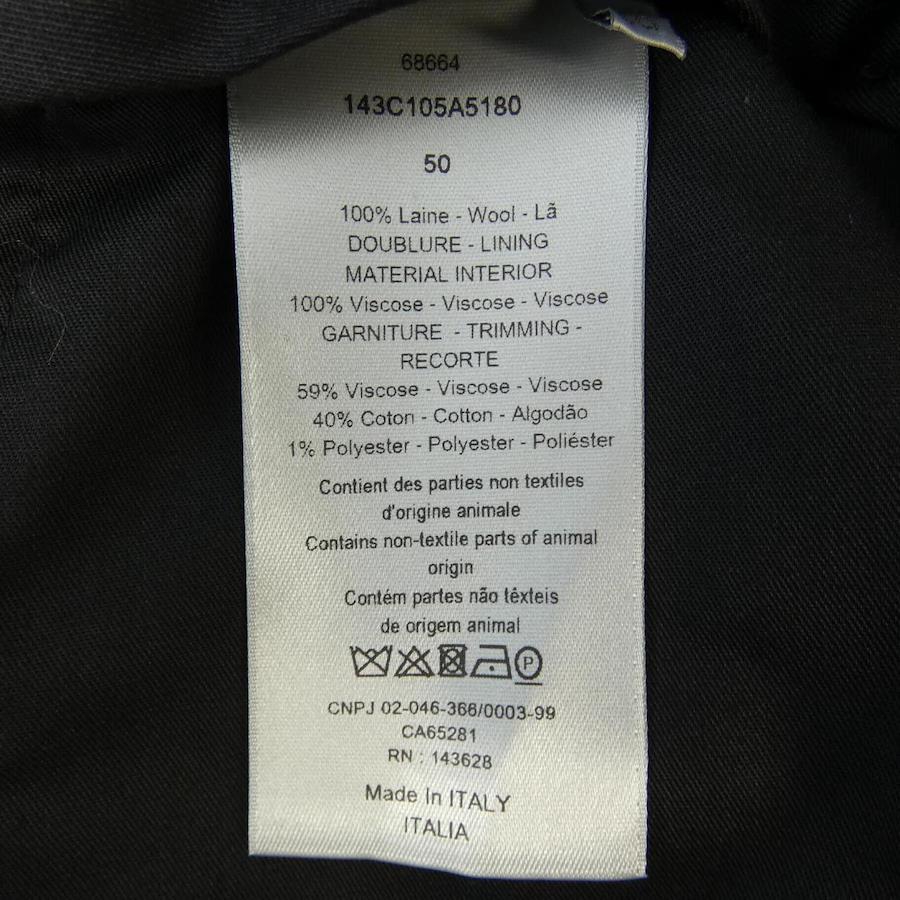 68664
143C105A5180
50
100% Laine - Wool - Lã
DOUBLURE - LINING
MATERIAL INTERIOR
100% Viscose - Viscose - Viscose
GARNITURE - TRIMMING -
RECORTE
59% Viscose - Viscose - Viscose
40% Coton - Cotton - Algodão
1% Polyester - Polyester - Poliéster
Contient des parties non textiles
d'origine animale
Contains non-textile parts of animal
origin
Contém partes não têxteis
de origem animal
P
CNPJ 02-046-366/0003-99
CA65281
RN : 143628
Made In ITALY
ITALIA